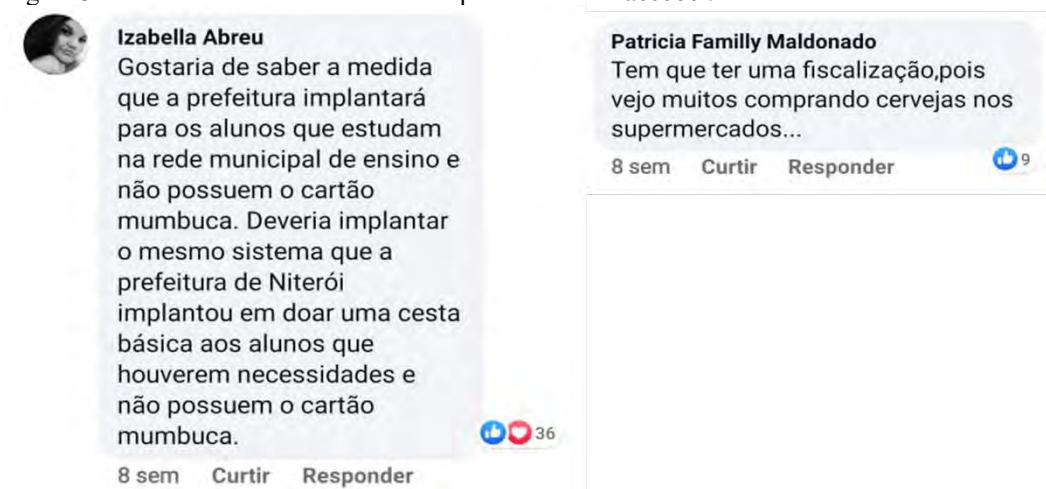 Izabella Abreu
Gostaria de saber a medida
que a prefeitura implantará
para os alunos que estudam
na rede municipal de ensino e
não possuem o cartão
mumbuca. Deveria implantar
o mesmo sistema que a
prefeitura de Niterói
implantou em doar uma cesta
básica aos alunos que
houverem necessidades e
não possuem o cartão
mumbuca.
36
8 sem Curtir Responder
Patricia Familly Maldonado
Tem que ter uma fiscalização,pois
vejo muitos comprando cervejas nos
supermercados...
8 sem Curtir Responder 9